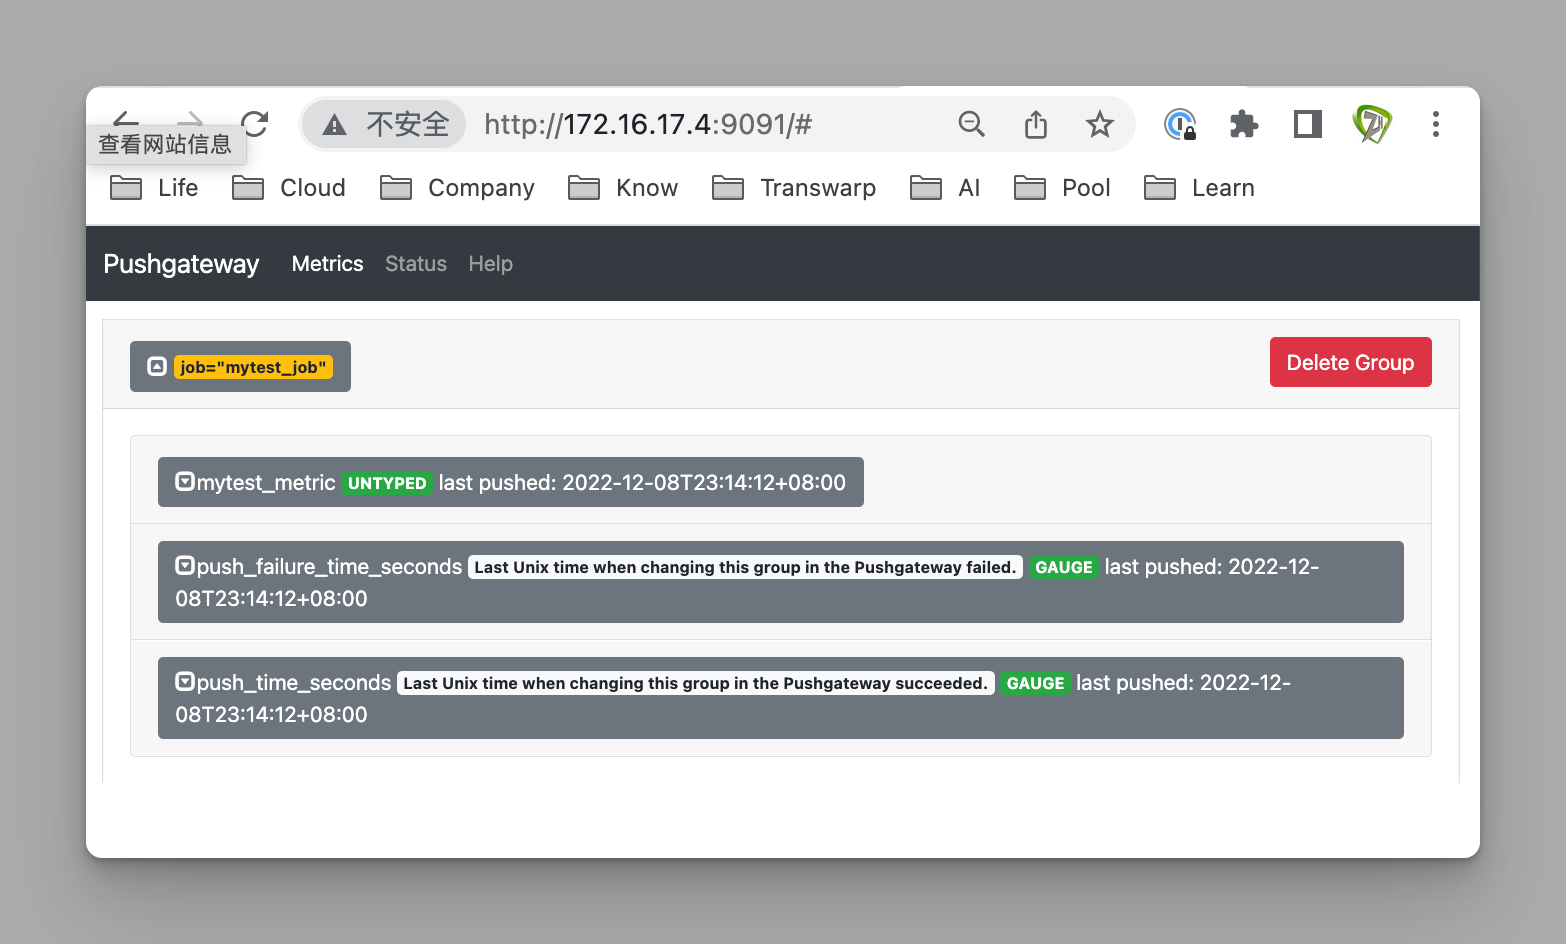 不安全 http://172.16.17.4:9091/#
查看网站信息
Life Cloud Company Know Transwarp AI Pool Learn
Pushgateway Metrics Status Help
job="mytest_job" Delete Group
mytest_metric UNTYPED last pushed: 2022-12-08T23:14:12+08:00
push_failure_time_seconds Last Unix time when changing this group in the Pushgateway failed. GAUGE last pushed: 2022-12-
08T23:14:12+08:00
push_time_seconds Last Unix time when changing this group in the Pushgateway succeeded. GAUGE last pushed: 2022-12-
08T23:14:12+08:00